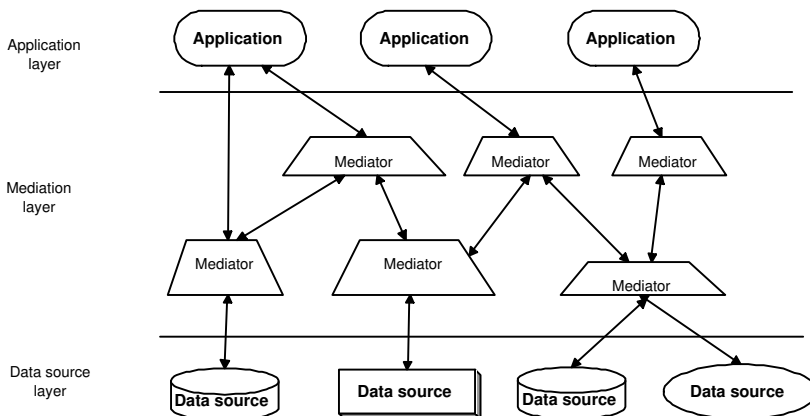 Application
layer
Application
Application
Application
Mediation
layer
Mediator
Mediator
Mediator
Mediator
Mediator
Mediator
Data source
layer
Data source
Data source
Data source
Data source